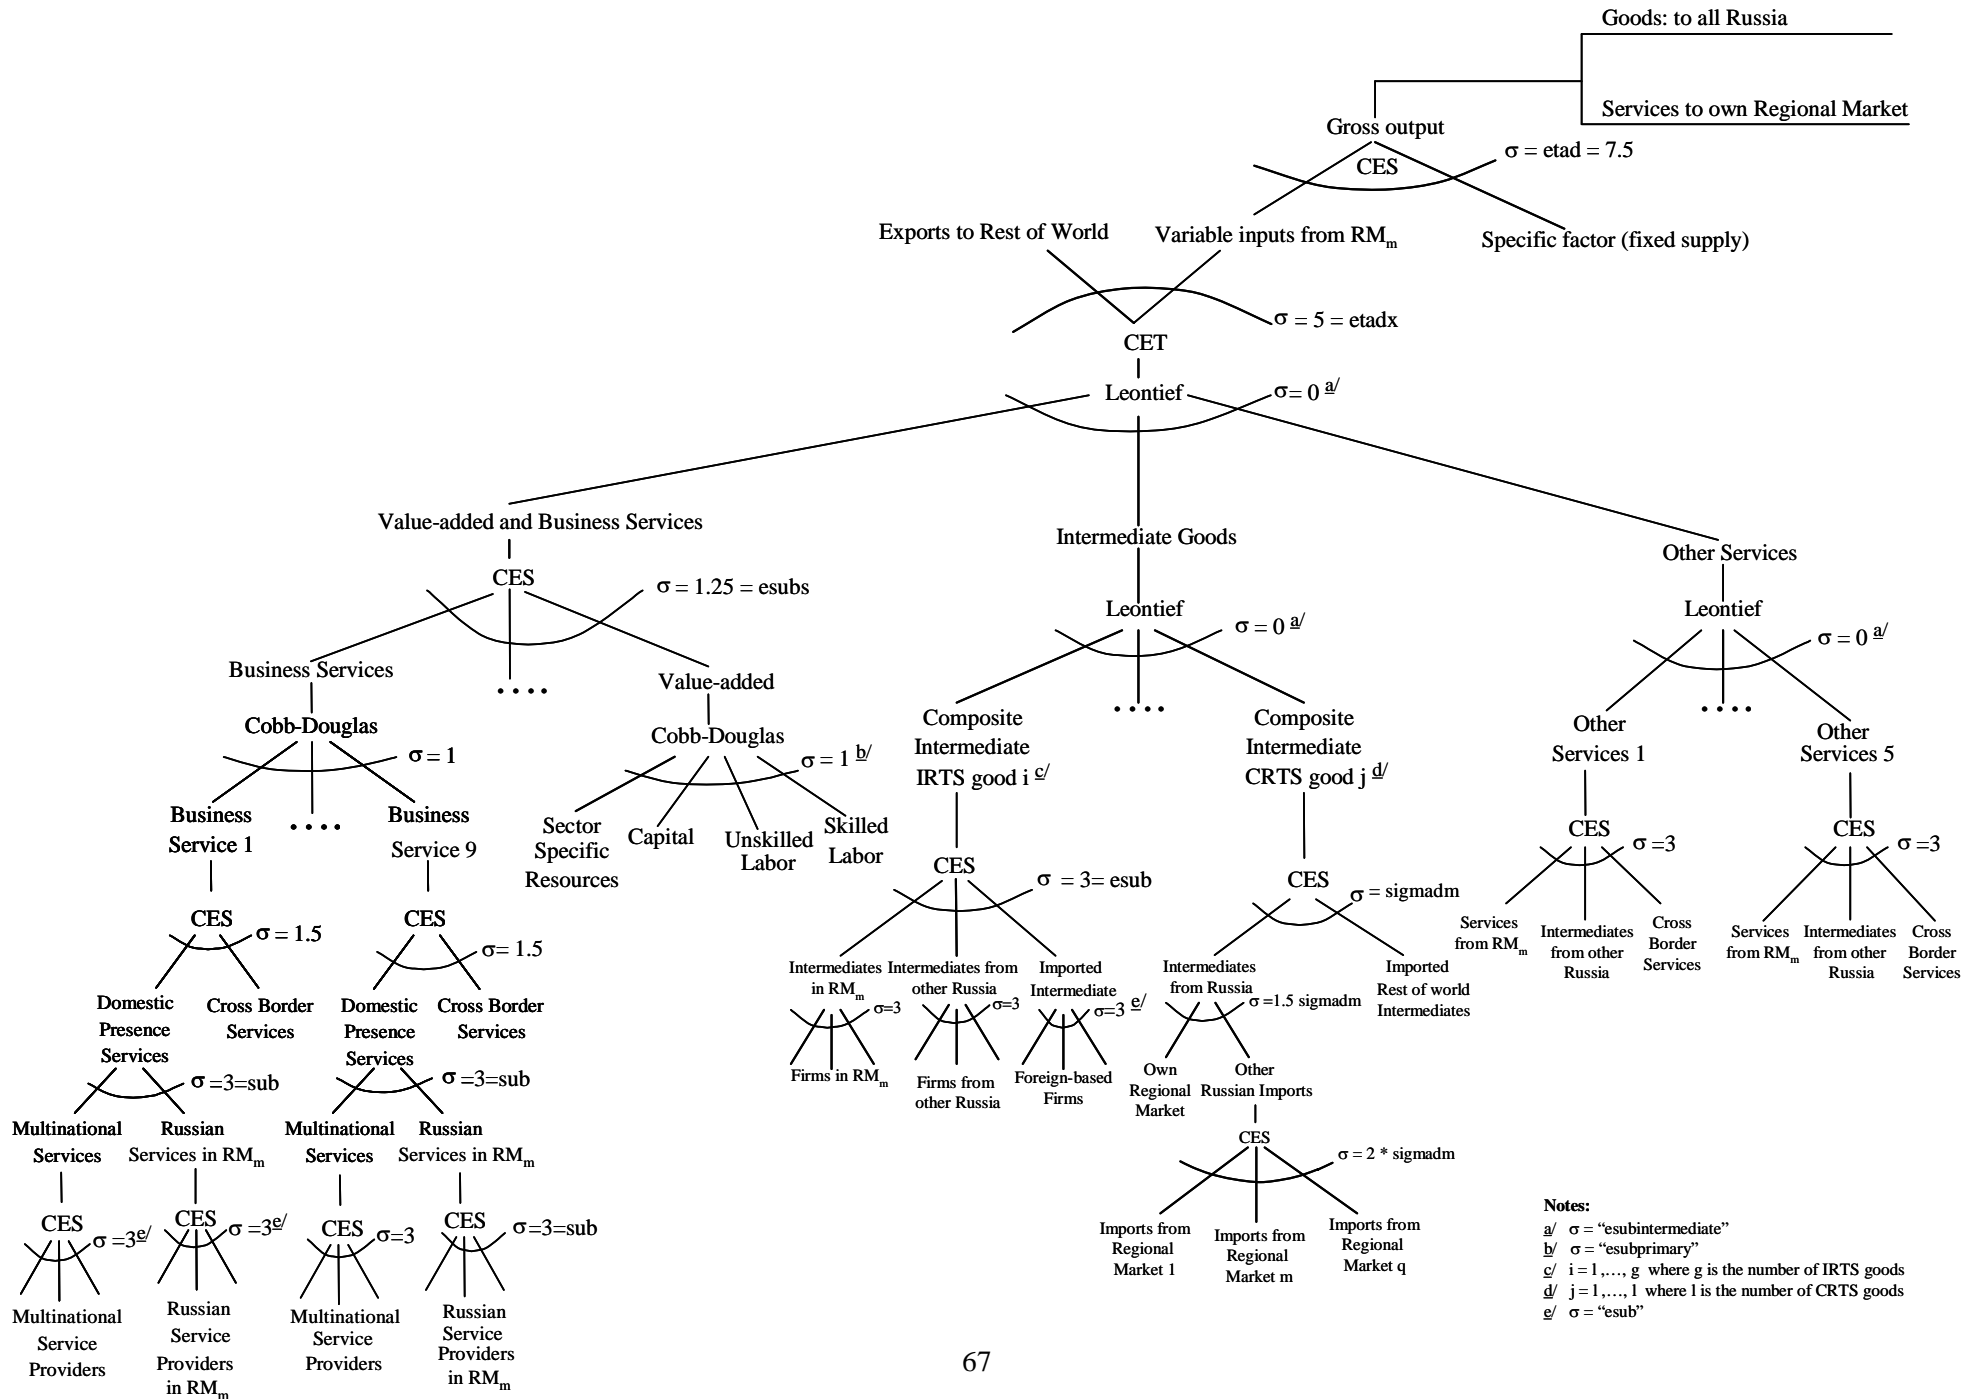 Goods: to all Russia
Services to own Regional Market
Gross output
CES
σ = etad = 7.5
Exports to Rest of World
Variable inputs from RMm
Specific factor (fixed supply)
σ = 5 = etadx
CET
Leontief
σ= 0 a/
Value-added and Business Services
CES
σ = 1.25 = esubs
Business Services
....
Value-added
Cobb-Douglas
σ = 1
Cobb-Douglas
σ = 1 b/
Business
Service 1
....
Business
Service 9
Sector
Specific
Resources
Capital
Unskilled
Labor
Skilled
Labor
CES
σ = 1.5
CES
σ= 1.5
Domestic
Presence
Services
Cross Border
Services
Domestic
Presence
Services
Cross Border
Services
σ =3=sub
σ =3=sub
Multinational
Services
Russian
Services in RMm
Multinational
Services
Russian
Services in RMm
CES
σ =3e/
CES
σ =3e/
CES
σ=3
CES
σ=3=sub
Multinational
Service
Providers
Russian
Service
Providers
in RMm
Multinational
Service
Providers
Russian
Service
Providers
in RMm
Intermediate Goods
Leontief
σ = 0 a/
....
Composite
Intermediate
IRTS good i c/
Composite
Intermediate
CRTS good j d/
CES
σ = 3= esub
Intermediates
in RMm
Intermediates from
other Russia
Imported
Intermediate
σ=3
σ=3
σ=3 e/
Firms in RMm
Firms from
other Russia
Foreign-based
Firms
CES
σ = sigmadm
Intermediates
from Russia
Imported
Rest of world
Intermediates
σ =1.5 sigmadm
Own
Regional
Market
Other
Russian Imports
CES
σ = 2 * sigmadm
Imports from
Regional
Market 1
Imports from
Regional
Market m
Imports from
Regional
Market q
Other Services
Leontief
σ = 0 a/
....
Other
Services 1
Other
Services 5
CES
σ =3
CES
σ =3
Services
from RMm
Intermediates
from other
Russia
Cross
Border
Services
Services
from RMm
Intermediates
from other
Russia
Cross
Border
Services
Notes:
a/ σ = “esubintermediate”
b/ σ = “esubprimary”
c/ i = 1,…, g where g is the number of IRTS goods
d/ j = 1,…, l where l is the number of CRTS goods
e/ σ = “esub”
67